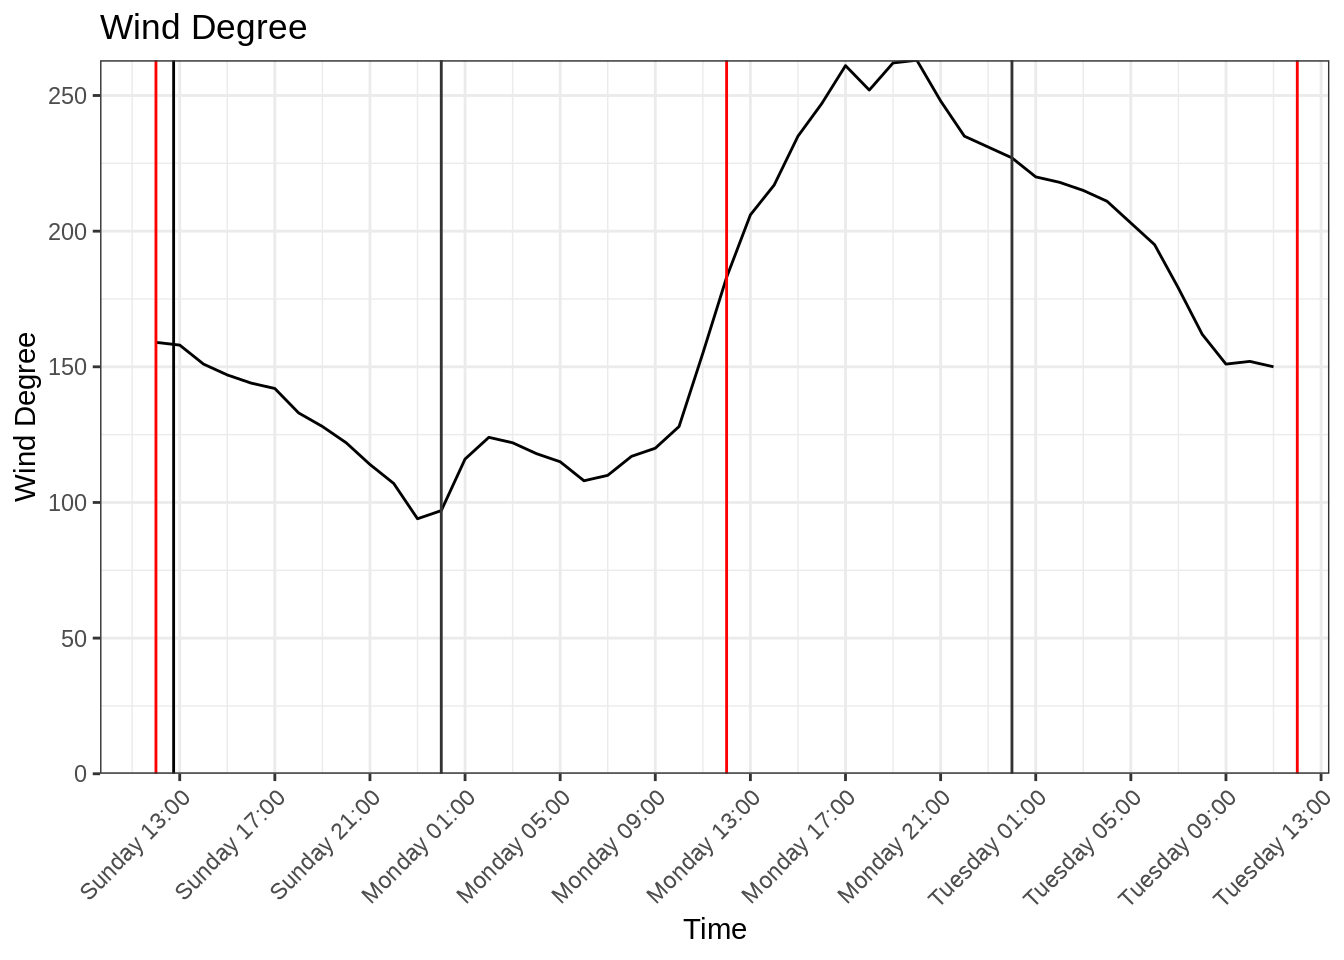 Wind Degree
Wind Degree
250
200
150
100
50
0
Sunday 13:00
Sunday 17:00
Sunday 21:00
Monday 01:00
Monday 05:00
Monday 09:00
Monday 13:00
Monday 17:00
Monday 21:00
Tuesday 01:00
Tuesday 05:00
Tuesday 09:00
Tuesday 13:00
Time